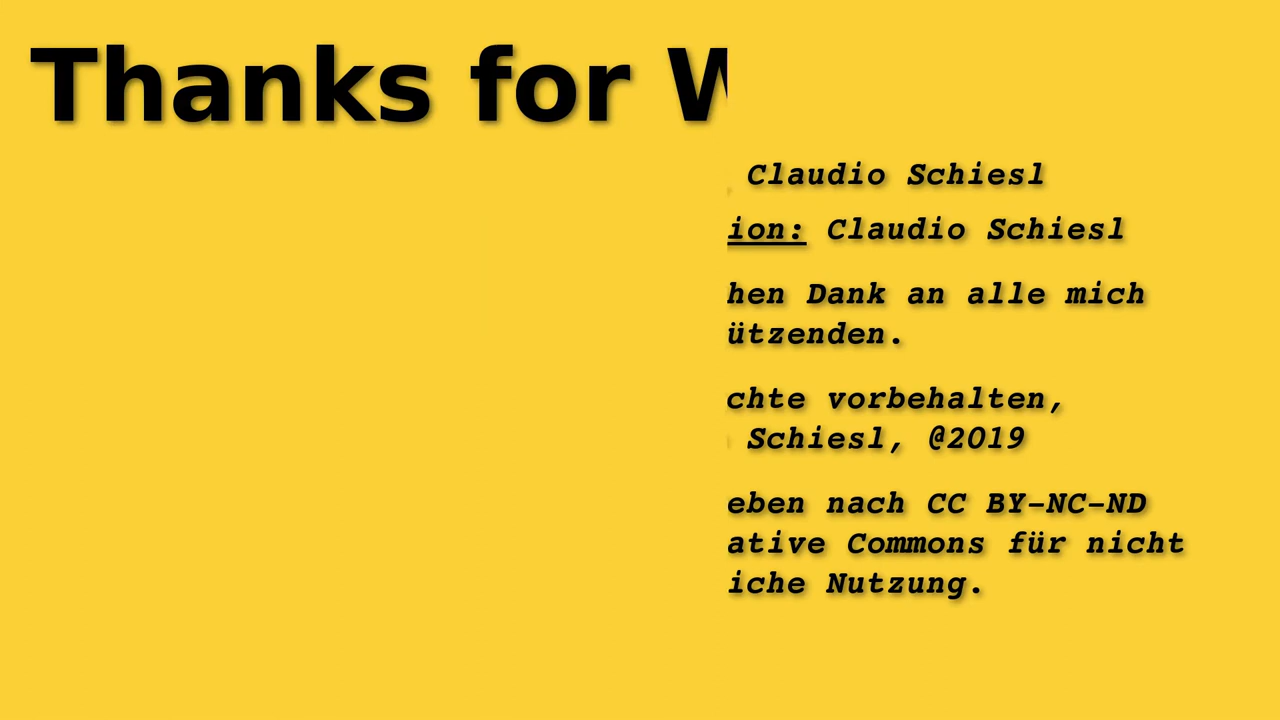 Thanks for W
Claudio Schiesl
ion: Claudio Schiesl
hen Dank an alle mich
ützenden.
chte vorbehalten,
Schiesl, @2019
eben nach CC BY-NC-ND
ative Commons für nicht
iche Nutzung.